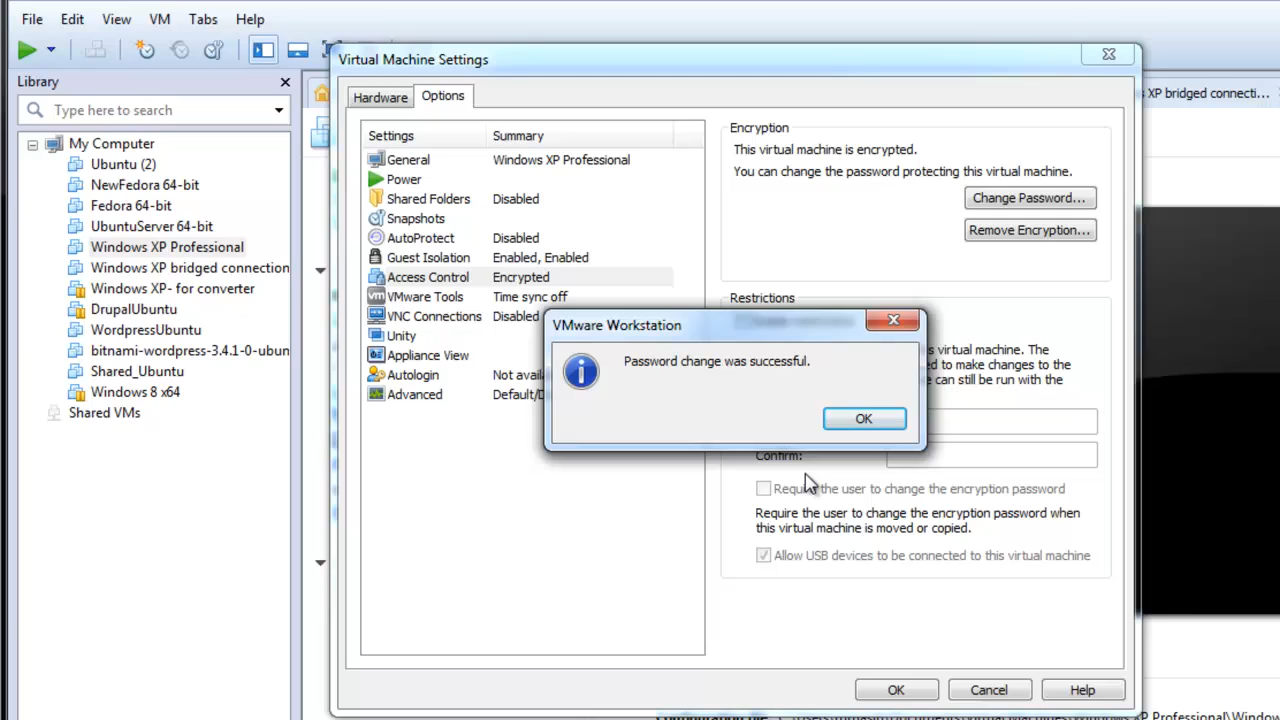 File Edit View VM Tabs Help
Library
Type here to search
My Computer
Ubuntu (2)
NewFedora 64-bit
Fedora 64-bit
UbuntuServer 64-bit
Windows XP Professional
Windows XP bridged connection
Windows XP- for converter
DrupalUbuntu
WordpressUbuntu
bitnami-wordpress-3.4.1-0-ubun
Shared_Ubuntu
Windows 8 x64
Shared VMs
XP bridged connecti...
Virtual Machine Settings
Hardware Options
Settings Summary
General Windows XP Professional
Power
Shared Folders Disabled
Snapshots
AutoProtect Disabled
Guest Isolation Enabled, Enabled
Access Control Encrypted
VMware Tools Time sync off
VNC Connections Disabled
Unity
Appliance View
Autologin Not avail
Advanced Default/D
Encryption
This virtual machine is encrypted.
You can change the password protecting this virtual machine.
Change Password...
Remove Encryption...
Restrictions
s virtual machine. The
ed to make changes to the
e can still be run with the
Confirm:
Require the user to change the encryption password
Require the user to change the encryption password when
this virtual machine is moved or copied.
Allow USB devices to be connected to this virtual machine
OK Cancel Help
VMware Workstation
Password change was successful.
OK